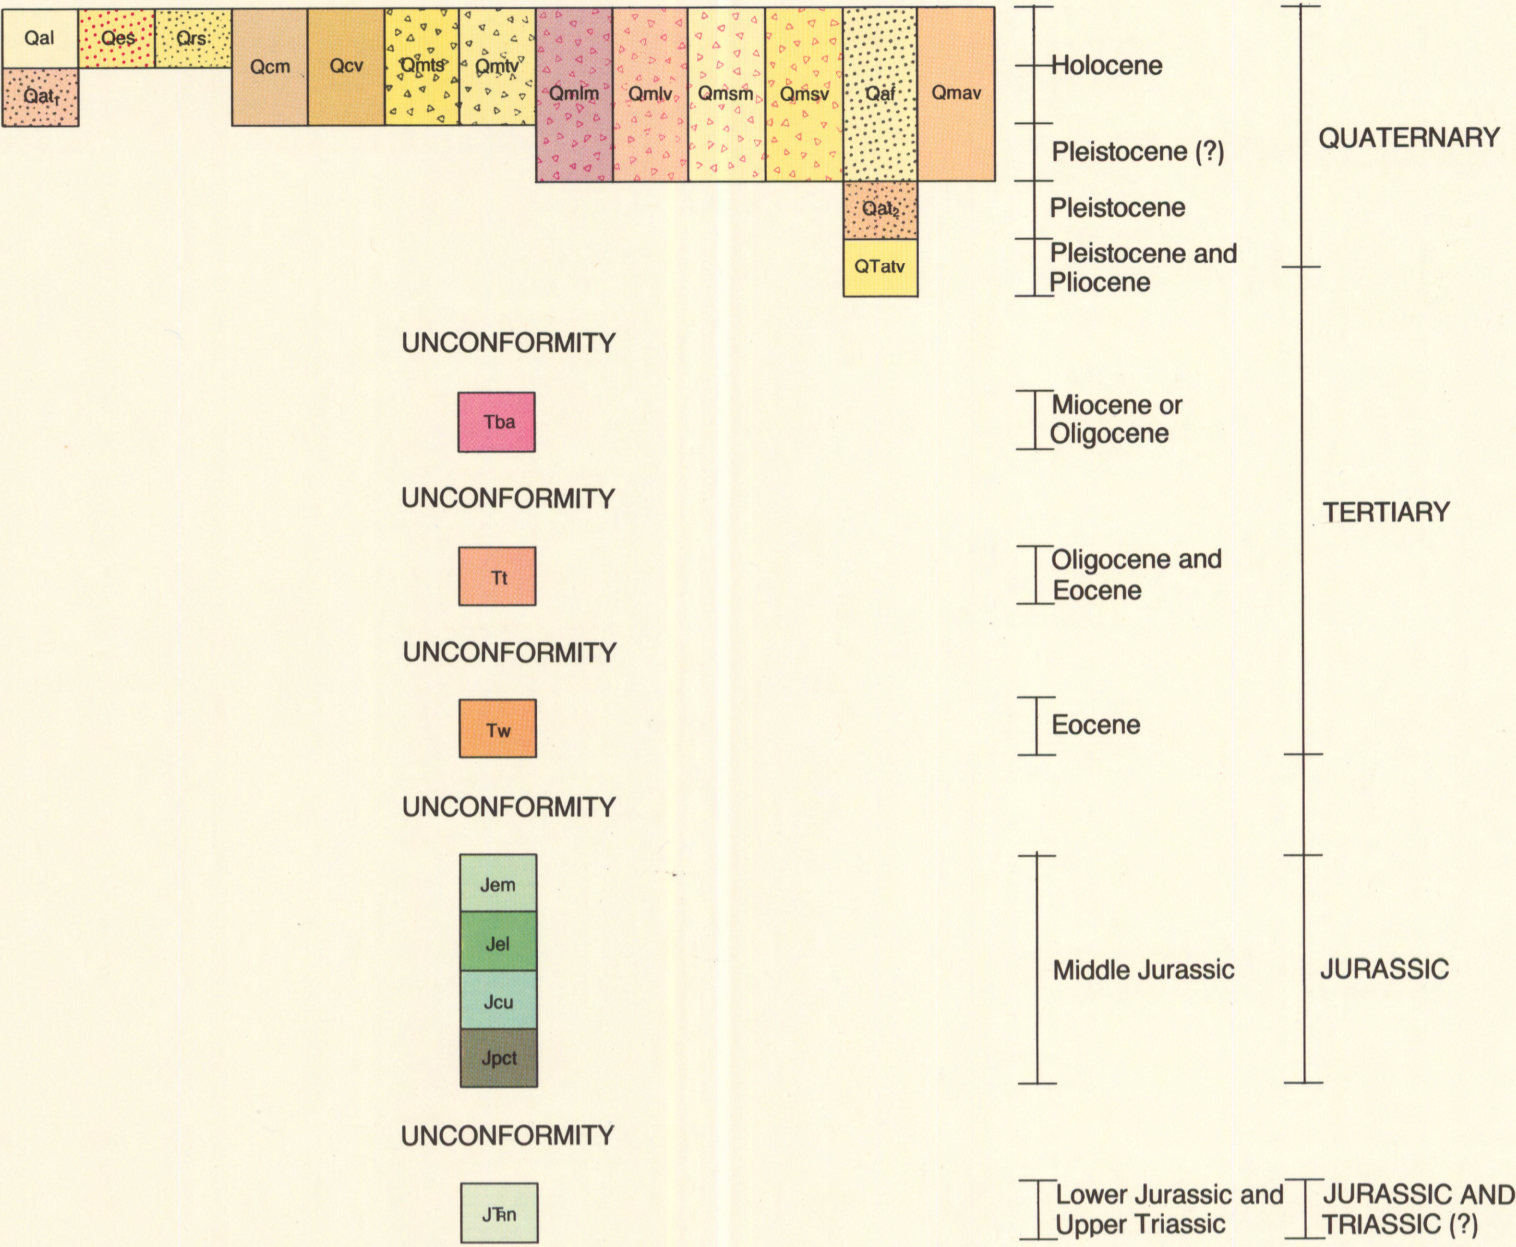 Qal Qes Qrs Qcm Qcv Qmts Qmtv Qmlm Qmlv Qmsm Qmsv Qaf Qmav
Qat₁
Holocene
Pleistocene (?)
QUATERNARY
Qat₂
Pleistocene
QTatv
Pleistocene and
Pliocene
UNCONFORMITY
Tba
Miocene or
Oligocene
UNCONFORMITY
TERTIARY
Tt
Oligocene and
Eocene
UNCONFORMITY
Tw
Eocene
UNCONFORMITY
Jem
Jel
Jcu
Jpct
Middle Jurassic
JURASSIC
UNCONFORMITY
JŦn
Lower Jurassic and
Upper Triassic
JURASSIC AND
TRIASSIC (?)